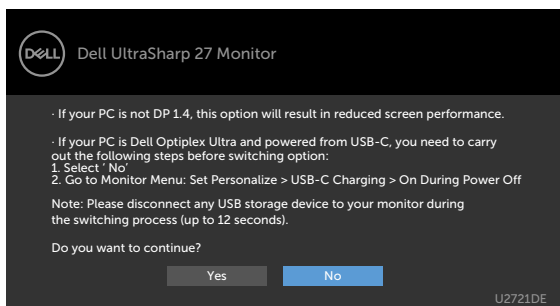 DELL
Dell UltraSharp 27 Monitor
· If your PC is not DP 1.4, this option will result in reduced screen performance.
· If your PC is Dell Optiplex Ultra and powered from USB-C, you need to carry
out the following steps before switching option:
1. Select ‘ No’
2. Go to Monitor Menu: Set Personalize > USB-C Charging > On During Power Off
Note: Please disconnect any USB storage device to your monitor during
the switching process (up to 12 seconds).
Do you want to continue?
Yes
No
U2721DE